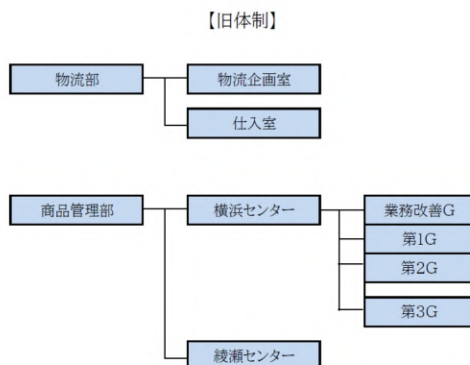 【旧体制】
物流部
物流企画室
仕入室
商品管理部
横浜センター
業務改善G
第1G
第2G
第3G
綾瀬センター